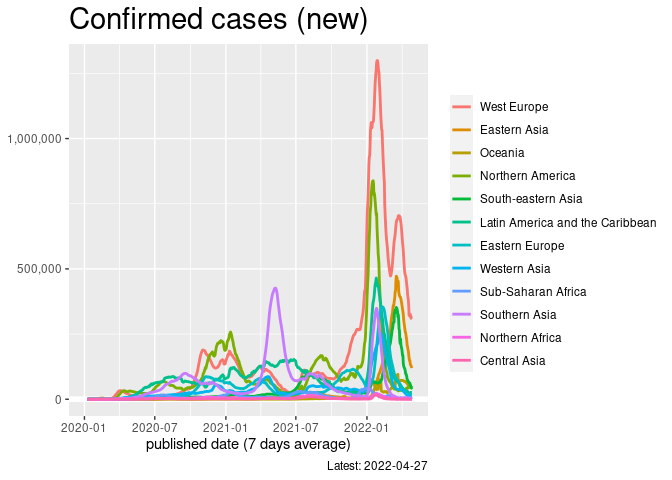 Confirmed cases (new)
1,000,000
500,000
0
2020-01 2020-07 2021-01 2021-07 2022-01
published date (7 days average)
Latest: 2022-04-27
West Europe
Eastern Asia
Oceania
Northern America
South-eastern Asia
Latin America and the Caribbean
Eastern Europe
Western Asia
Sub-Saharan Africa
Southern Asia
Northern Africa
Central Asia